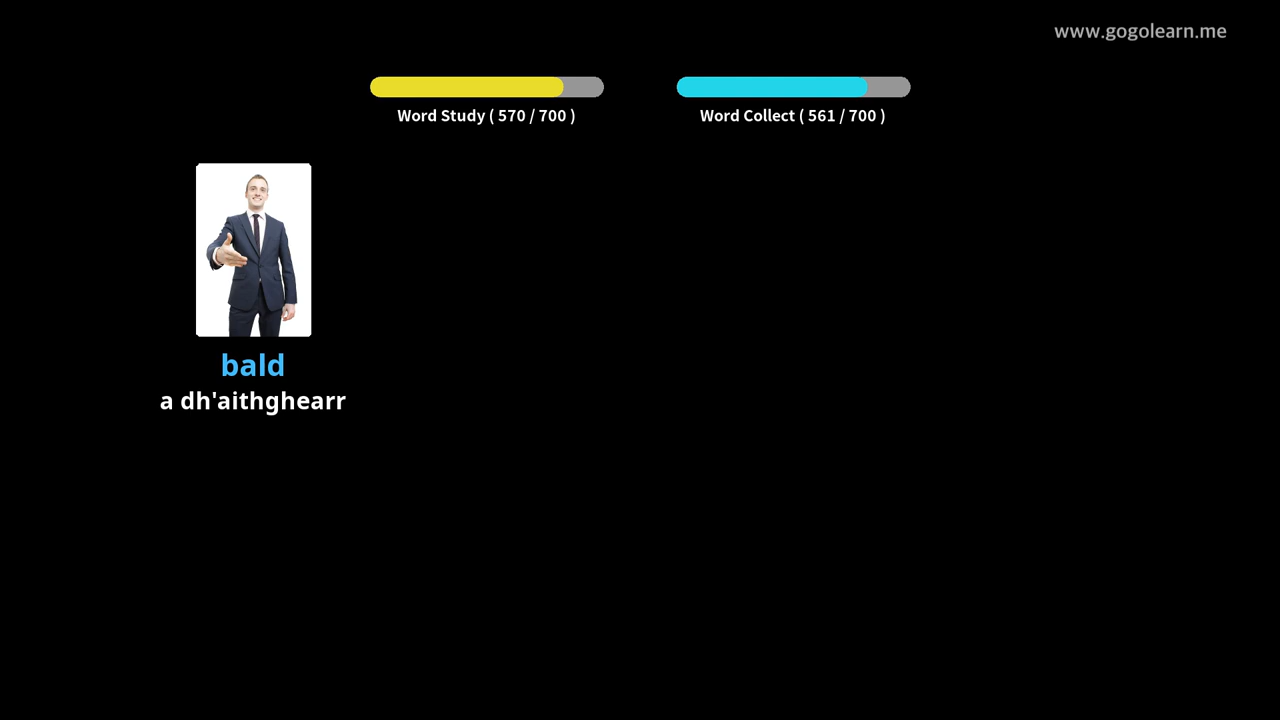 www.gogolearn.me
Word Study ( 570 / 700 )
Word Collect ( 561 / 700 )
bald
a dh'aithghearr